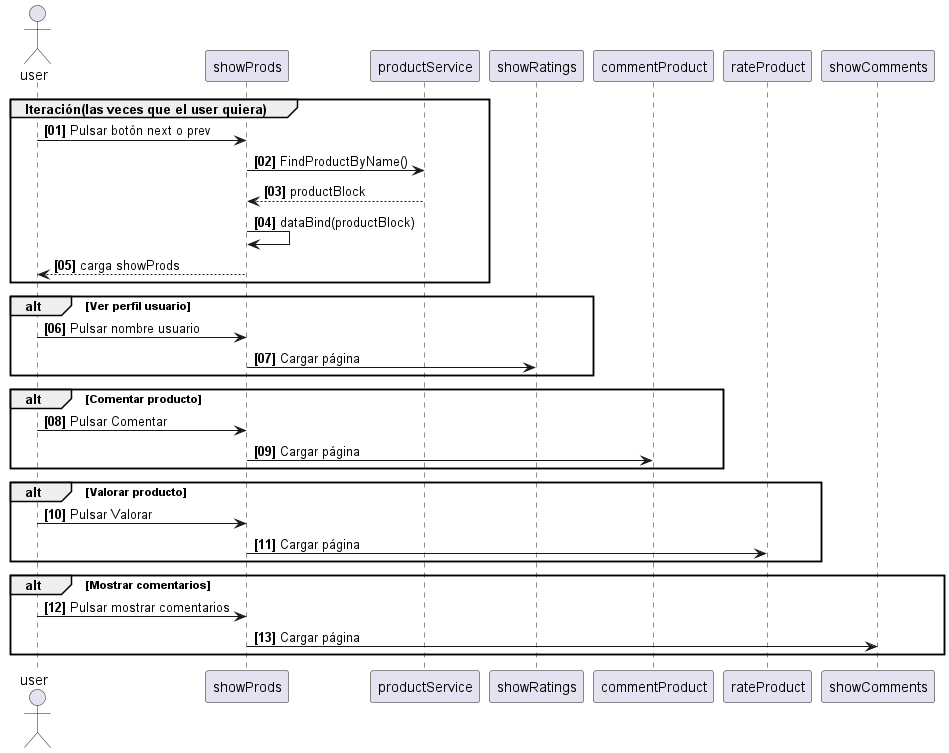 user
showProds
productService
showRatings
commentProduct
rateProduct
showComments
Iteración(las veces que el user quiera)
[01] Pulsar botón next o prev
[02] FindProductByName()
[03] productBlock
[04] dataBind(productBlock)
[05] carga showProds
alt [Ver perfil usuario]
[06] Pulsar nombre usuario
[07] Cargar página
alt [Comentar producto]
[08] Pulsar Comentar
[09] Cargar página
alt [Valorar producto]
[10] Pulsar Valorar
[11] Cargar página
alt [Mostrar comentarios]
[12] Pulsar mostrar comentarios
[13] Cargar página
user
showProds
productService
showRatings
commentProduct
rateProduct
showComments